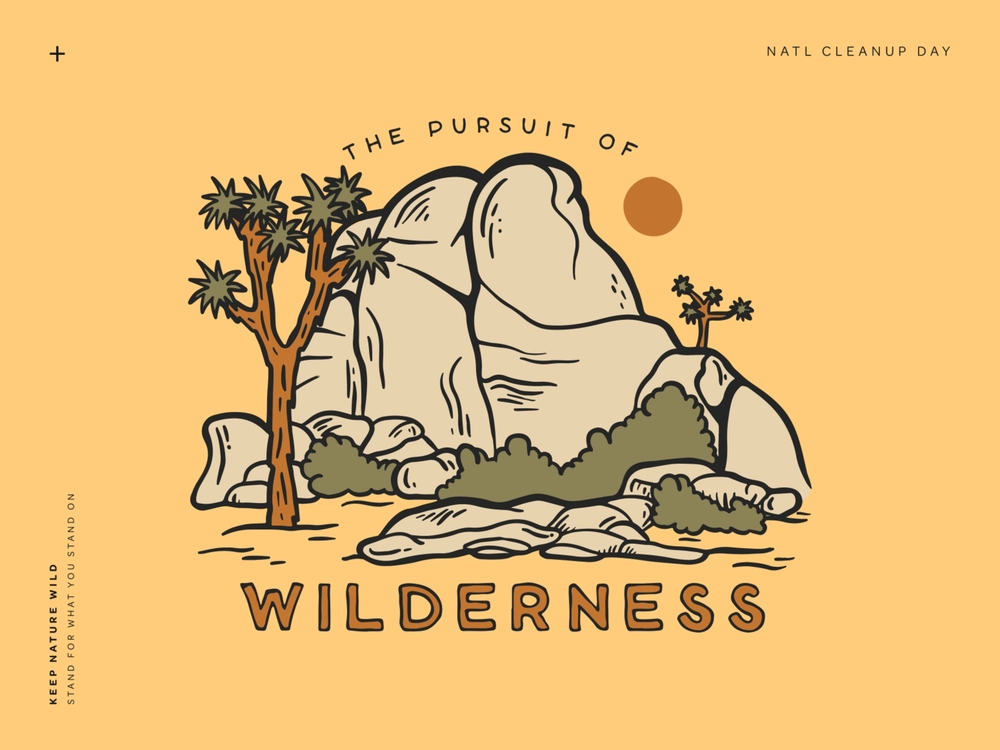 +
NATL CLEANUP DAY
THE PURSUIT OF
WILDERNESS
KEEP NATURE WILD
STAND FOR WHAT YOU STAND ON